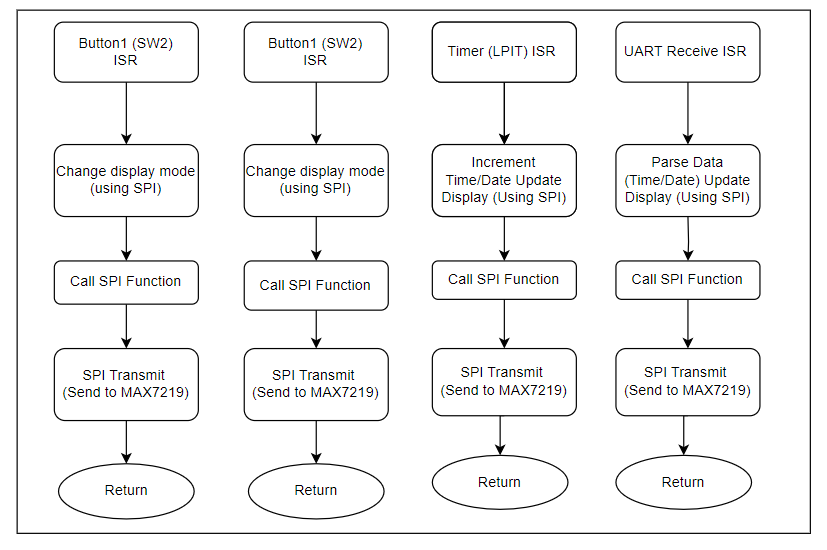 Button1 (SW2)
ISR
Change display mode
(using SPI)
Call SPI Function
SPI Transmit
(Send to MAX7219)
Return
Button1 (SW2)
ISR
Change display mode
(using SPI)
Call SPI Function
SPI Transmit
(Send to MAX7219)
Return
Timer (LPIT) ISR
Increment
Time/Date Update
Display (Using SPI)
Call SPI Function
SPI Transmit
(Send to MAX7219)
Return
UART Receive ISR
Parse Data
(Time/Date) Update
Display (Using SPI)
Call SPI Function
SPI Transmit
(Send to MAX7219)
Return